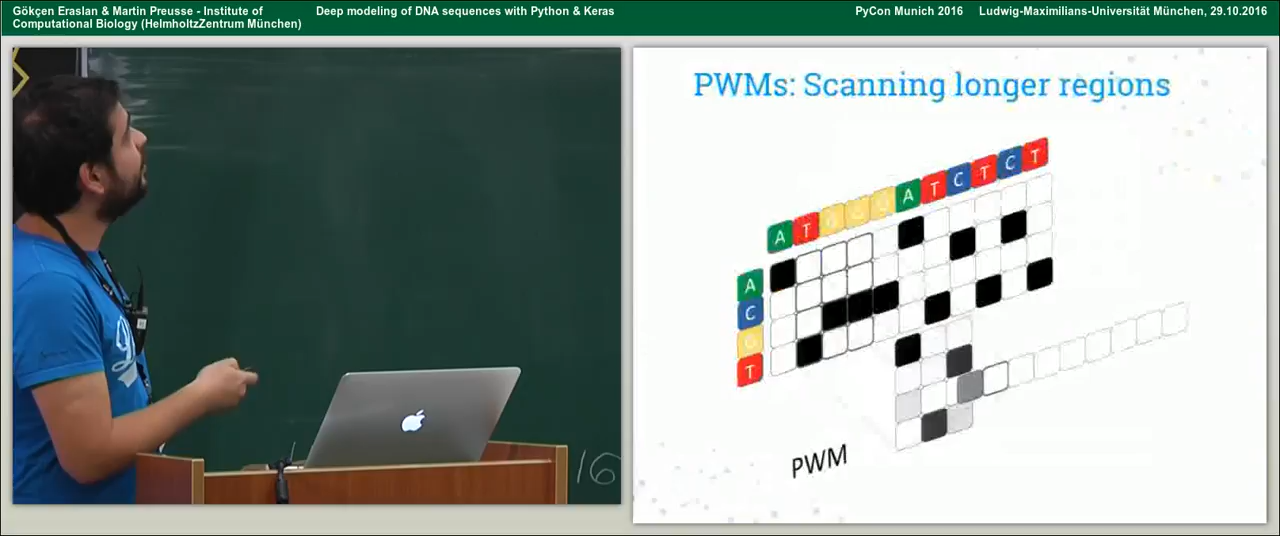 Gökçen Eraslan & Martin Preusse - Institute of
Computational Biology (HelmholtzZentrum München)
Deep modeling of DNA sequences with Python & Keras
PyCon Munich 2016 Ludwig-Maximilians-Universität München, 29.10.2016
PWMs: Scanning longer regions
A T G G G A T C T C T
A
C
G
T
PWM
16